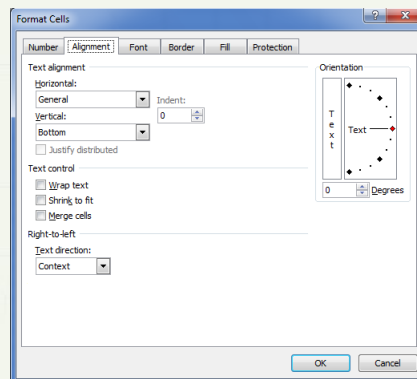 Format Cells
Number Alignment Font Border Fill Protection
Text alignment
Horizontal:
General
Indent:
0
Vertical:
Bottom
Justify distributed
Text control
Wrap text
Shrink to fit
Merge cells
Right-to-left
Text direction:
Context
Orientation
Text
Text
0 Degrees
OK Cancel